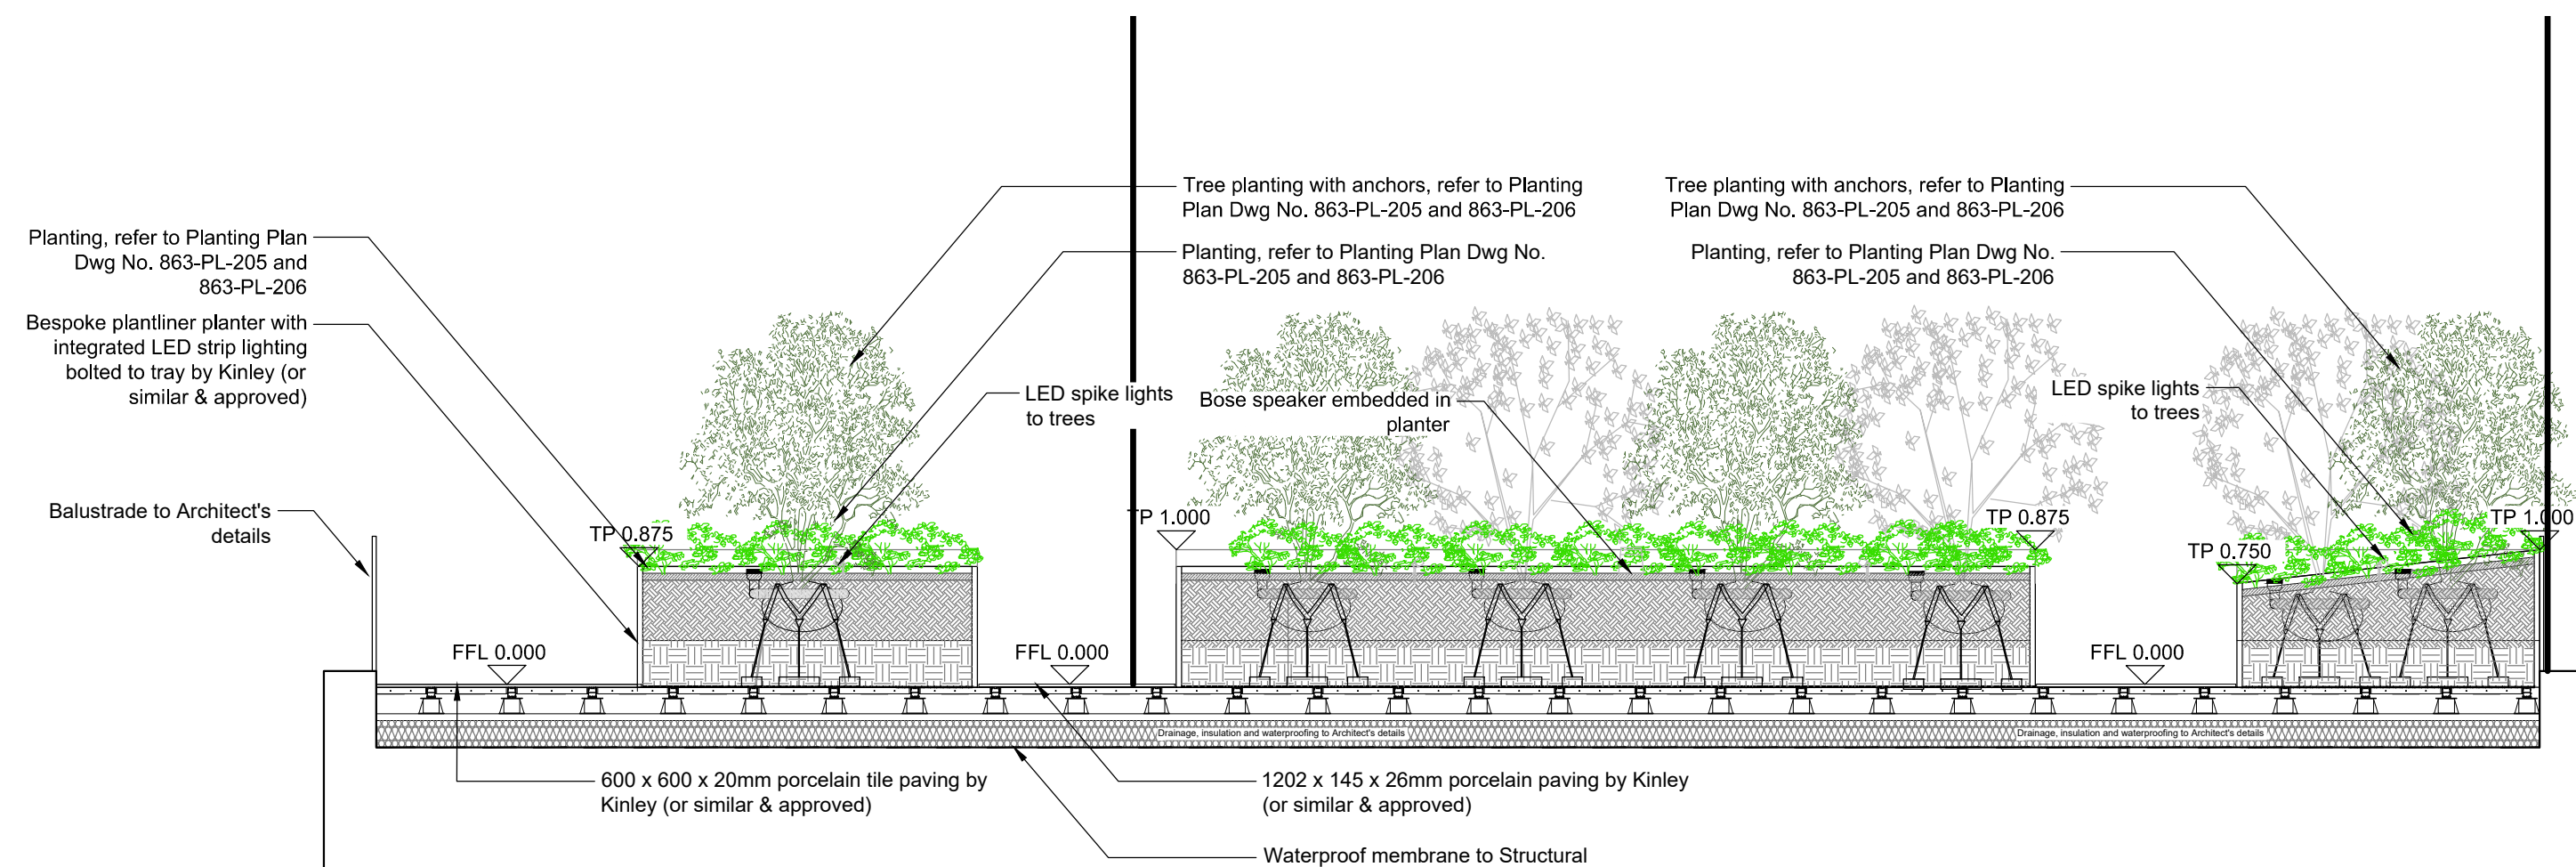 Tree planting with anchors, refer to Planting
Plan Dwg No. 863-PL-205 and 863-PL-206
Tree planting with anchors, refer to Planting
Plan Dwg No. 863-PL-205 and 863-PL-206
Planting, refer to Planting Plan
Dwg No. 863-PL-205 and
863-PL-206
Planting, refer to Planting Plan Dwg No.
863-PL-205 and 863-PL-206
Planting, refer to Planting Plan Dwg No.
863-PL-205 and 863-PL-206
Bespoke plantliner planter with
integrated LED strip lighting
bolted to tray by Kinley (or
similar & approved)
LED spike lights
to trees
Bose speaker embedded in
planter
LED spike lights
to trees
Balustrade to Architect's
details
TP 0.875
TP 1.000
TP 0.875
TP 0.750
TP 1.000
FFL 0.000
FFL 0.000
FFL 0.000
Drainage, insulation and waterproofing to Architect's details
Drainage, insulation and waterproofing to Architect's details
600 x 600 x 20mm porcelain tile paving by
Kinley (or similar & approved)
1202 x 145 x 26mm porcelain paving by Kinley
(or similar & approved)
Waterproof membrane to Structural